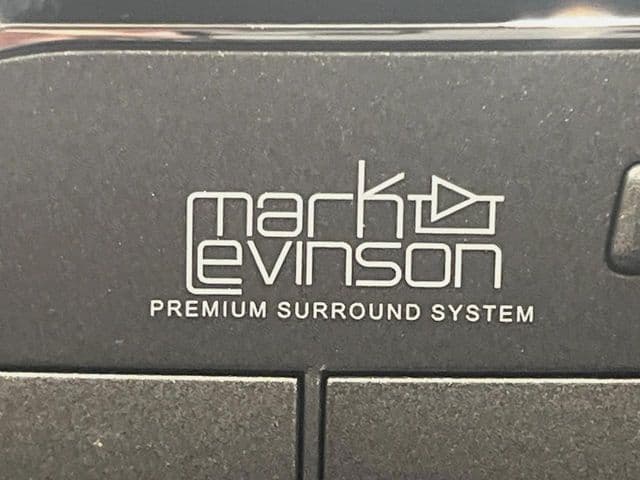 mark
levinson
PREMIUM SURROUND SYSTEM